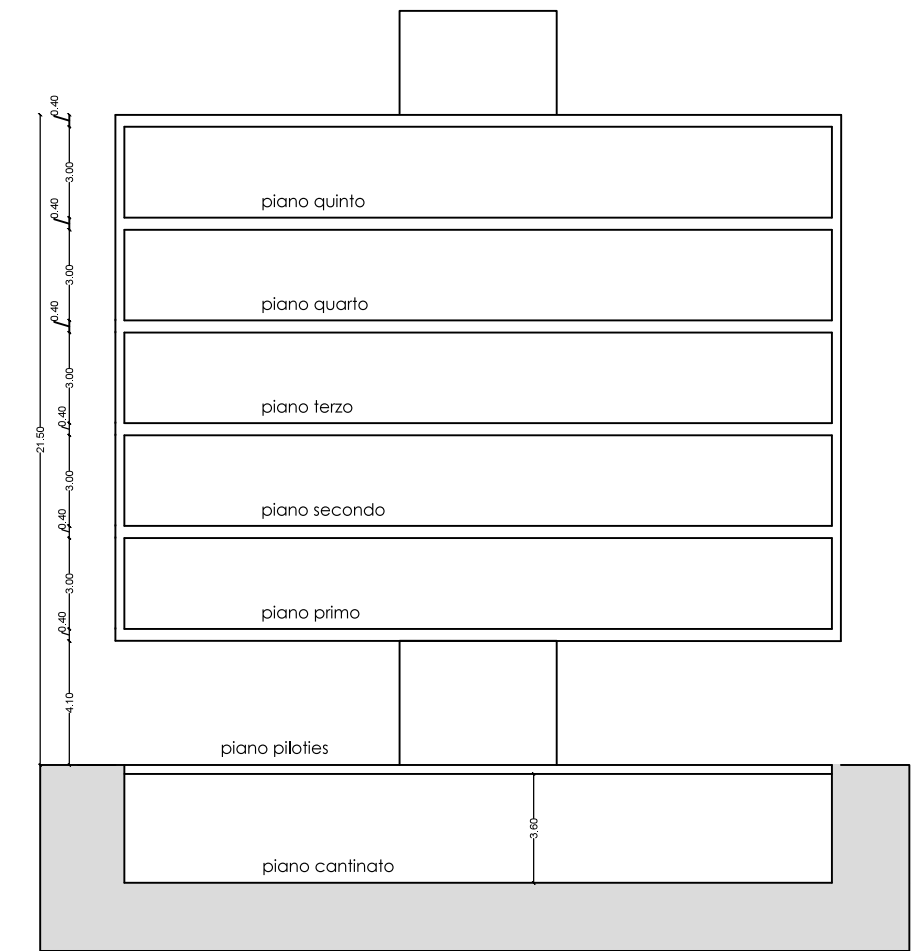 0.40
3.00
piano quinto
0.40
3.00
piano quarto
0.40
3.00
piano terzo
0.40
21.50
3.00
piano secondo
0.40
3.00
piano primo
0.40
4.10
piano piloties
3.60
piano cantinato